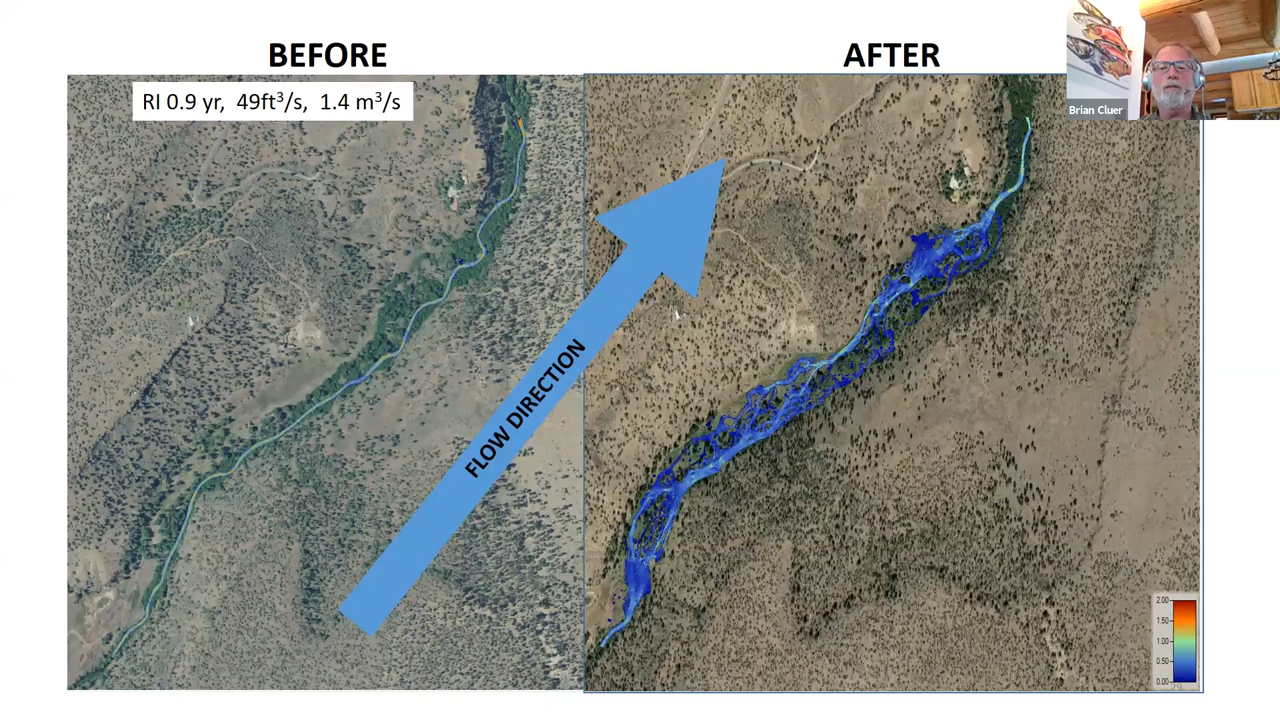 BEFORE
AFTER
RI 0.9 yr, 49ft³/s, 1.4 m³/s
Brian Cluer
FLOW DIRECTION
2.00
1.50
1.00
0.50
0.00